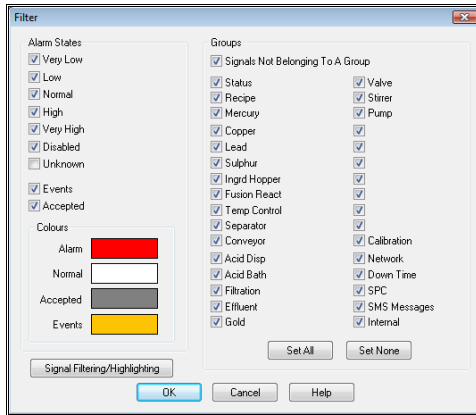 Filter
Alarm States
Very Low
Low
Normal
High
Very High
Disabled
Unknown
Events
Accepted
Colours
Alarm
Normal
Accepted
Events
Signal Filtering/Highlighting
Groups
Signals Not Belonging To A Group
Status
Recipe
Mercury
Copper
Lead
Sulphur
Ingrd Hopper
Fusion React
Temp Control
Separator
Conveyor
Acid Disp
Acid Bath
Filtration
Effluent
Gold
Valve
Stirrer
Pump
Calibration
Network
Down Time
SPC
SMS Messages
Internal
Set All
Set None
OK
Cancel
Help